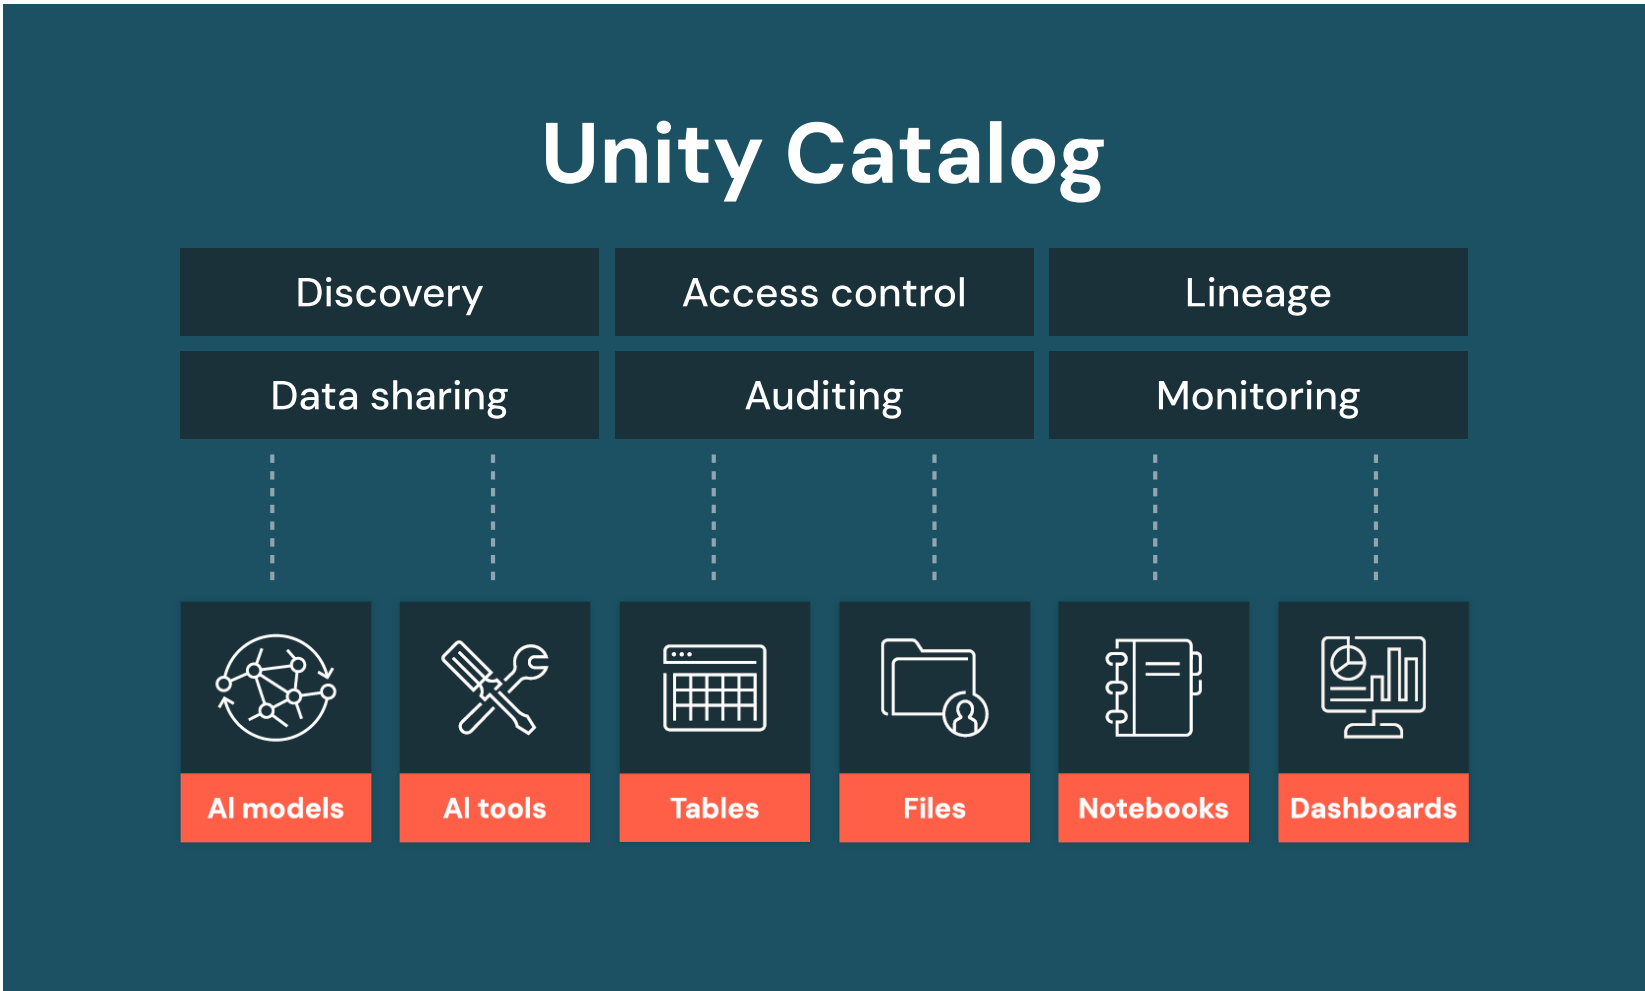 Unity Catalog
Discovery
Access control
Lineage
Data sharing
Auditing
Monitoring
AI models
AI tools
Tables
Files
Notebooks
Dashboards